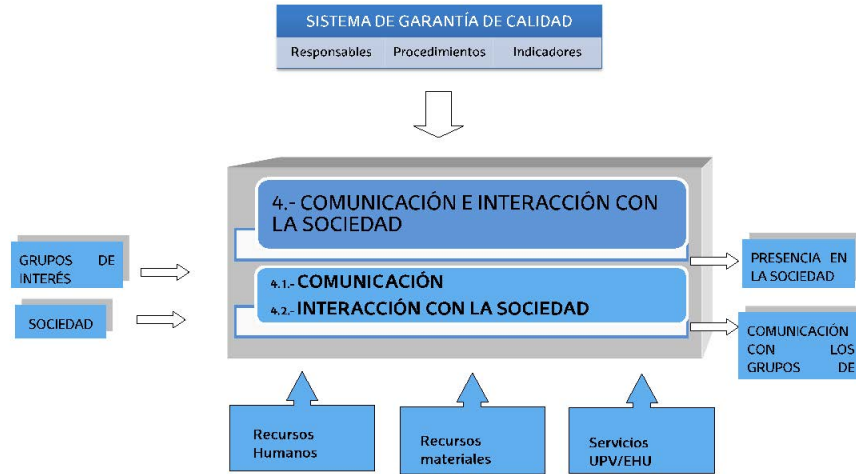 SISTEMA DE GARANTÍA DE CALIDAD
Responsables Procedimientos Indicadores
4.- COMUNICACIÓN E INTERACCIÓN CON
LA SOCIEDAD
GRUPOS DE
INTERÉS
SOCIEDAD
4.1.- COMUNICACIÓN
4.2.- INTERACCIÓN CON LA SOCIEDAD
PRESENCIA EN
LA SOCIEDAD
COMUNICACIÓN
CON LOS
GRUPOS DE
Recursos
Humanos
Recursos
materiales
Servicios
UPV/EHU